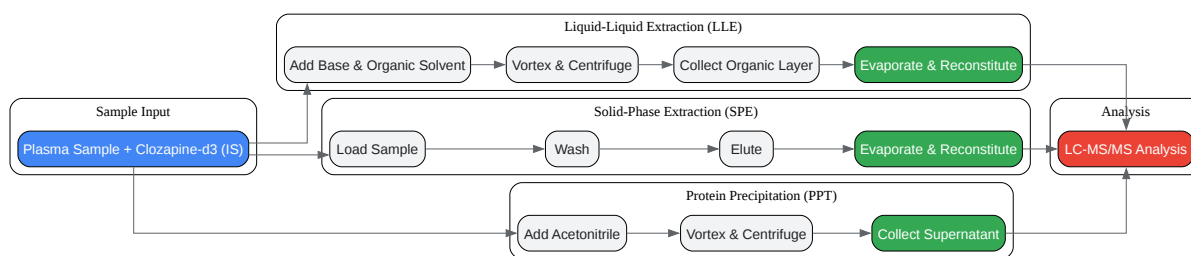 Liquid-Liquid Extraction (LLE)
Add Base & Organic Solvent
Vortex & Centrifuge
Collect Organic Layer
Evaporate & Reconstitute
Sample Input
Plasma Sample + Clozapine-d3 (IS)
Solid-Phase Extraction (SPE)
Load Sample
Wash
Elute
Evaporate & Reconstitute
Analysis
LC-MS/MS Analysis
Protein Precipitation (PPT)
Add Acetonitrile
Vortex & Centrifuge
Collect Supernatant